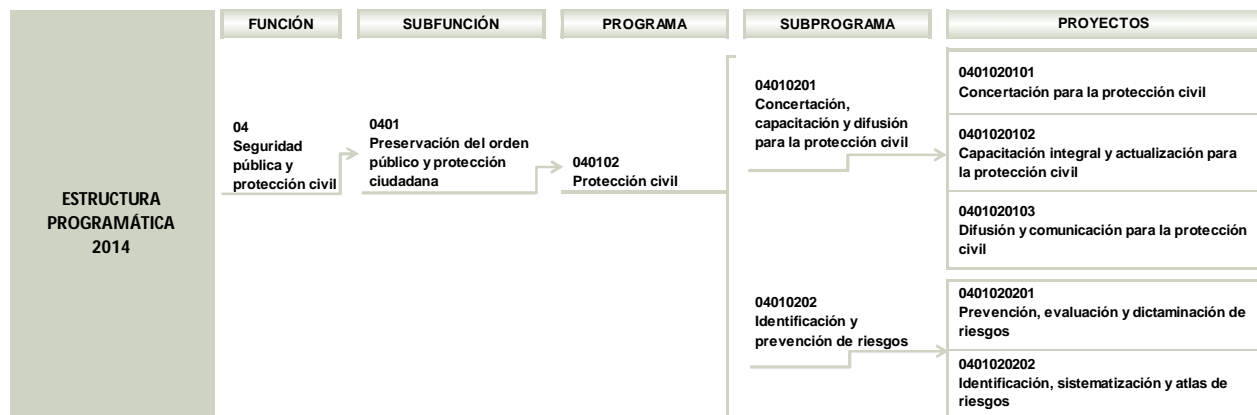 FUNCIÓN
SUBFUNCIÓN
PROGRAMA
SUBPROGRAMA
PROYECTOS
ESTRUCTURA
PROGRAMÁTICA
2014
04
Seguridad
pública y
protección civil
0401
Preservación del orden
público y protección
ciudadana
040102
Protección civil
04010201
Concertación,
capacitación y difusión
para la protección civil
0401020101
Concertación para la protección civil
0401020102
Capacitación integral y actualización para
la protección civil
0401020103
Difusión y comunicación para la protección
civil
04010202
Identificación y
prevención de riesgos
0401020201
Prevención, evaluación y dictaminación de
riesgos
0401020202
Identificación, sistematización y atlas de
riesgos